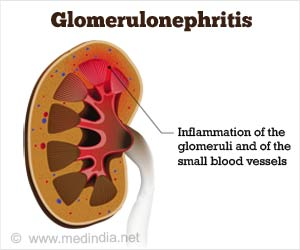 Glomerulonephritis
Inflammation of the
glomeruli and of the
small blood vessels
www.medindia.net